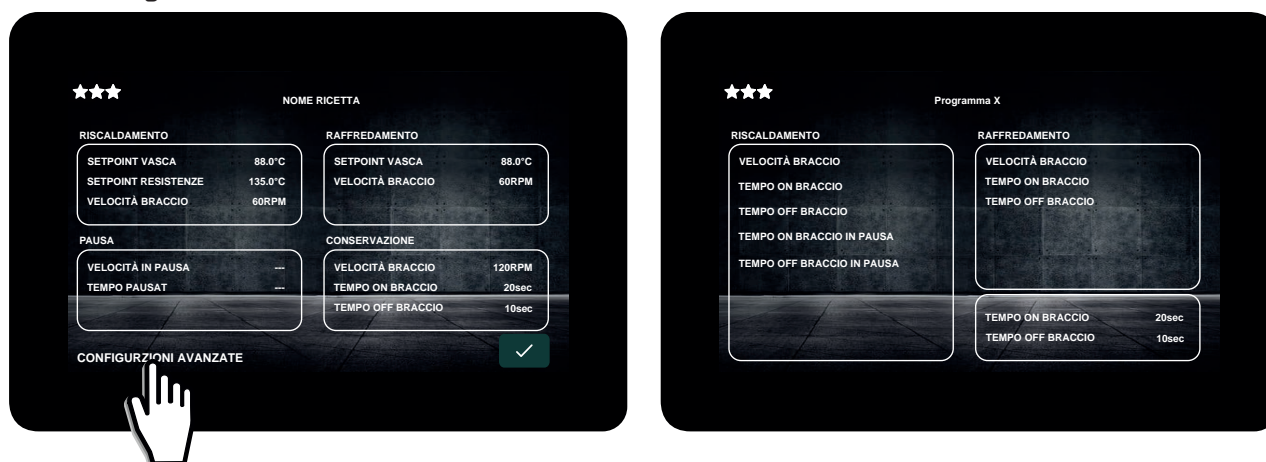 NOME RICETTA
RISCALDAMENTO
SETPOINT VASCA 88.0°C
SETPOINT RESISTENZE 135.0°C
VELOCITÀ BRACCIO 60RPM
RAFFREDAMENTO
SETPOINT VASCA 88.0°C
VELOCITÀ BRACCIO 60RPM
PAUSA
VELOCITÀ IN PAUSA ---
TEMPO PAUSAT ---
CONSERVAZIONE
VELOCITÀ BRACCIO 120RPM
TEMPO ON BRACCIO 20sec
TEMPO OFF BRACCIO 10sec
CONFIGURZIONI AVANZATE
Programma X
RISCALDAMENTO
VELOCITÀ BRACCIO
TEMPO ON BRACCIO
TEMPO OFF BRACCIO
TEMPO ON BRACCIO IN PAUSA
TEMPO OFF BRACCIO IN PAUSA
RAFFREDAMENTO
VELOCITÀ BRACCIO
TEMPO ON BRACCIO
TEMPO OFF BRACCIO
TEMPO ON BRACCIO 20sec
TEMPO OFF BRACCIO 10sec